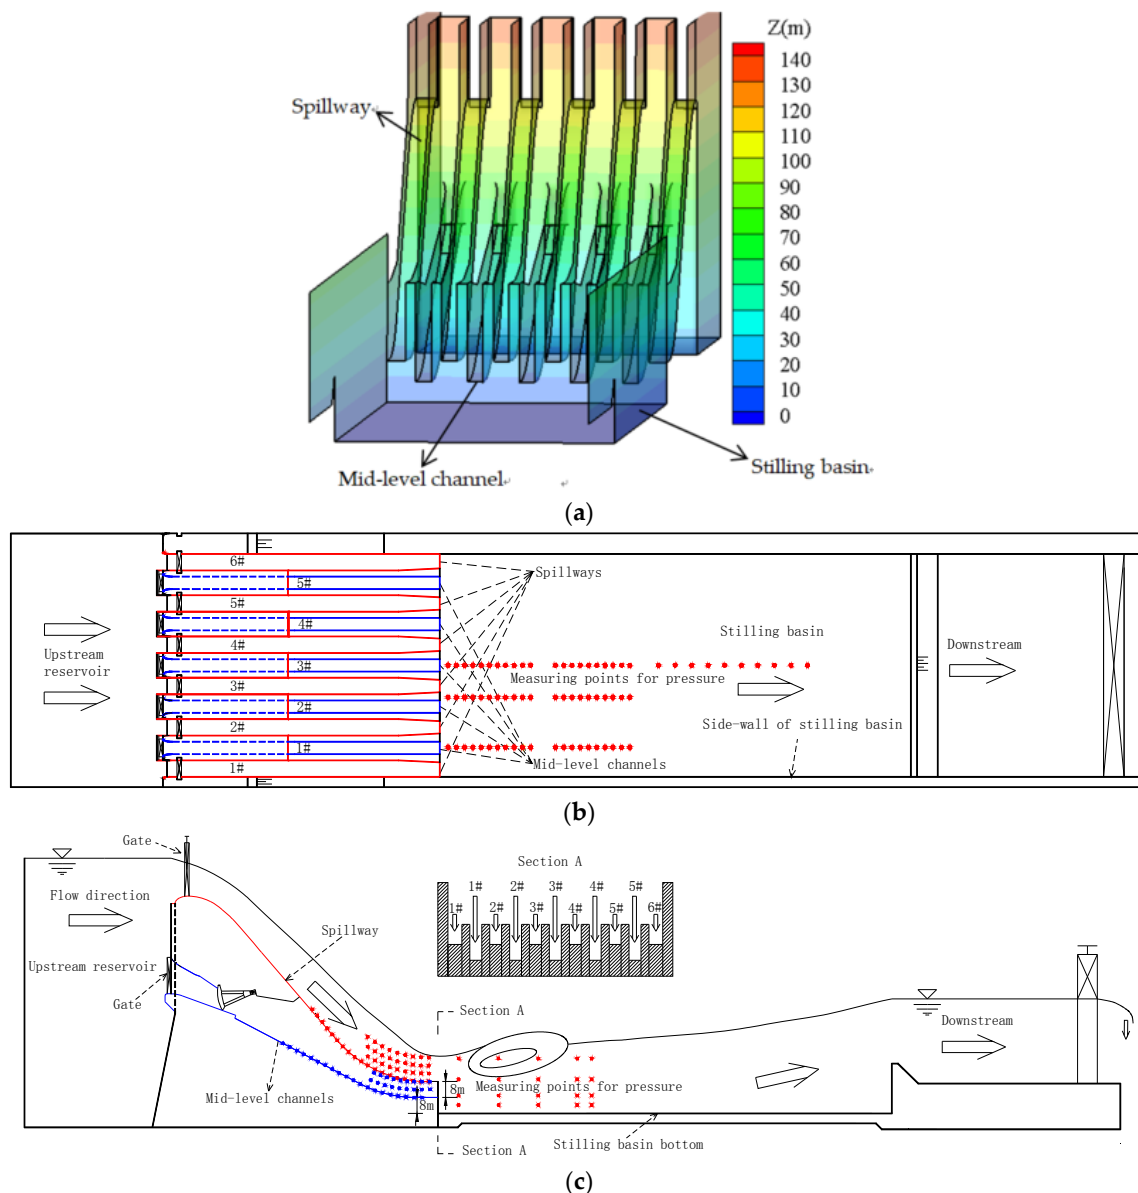 Z(m)
140
130
120
110
100
90
80
70
60
50
40
30
20
10
0
Spillway
Mid-level channel
Stilling basin
(a)
6#
5#
5#
4#
4#
3#
3#
2#
2#
1#
1#
Upstream
reservoir
Spillways
Stilling basin
Measuring points for pressure
Downstream
Side-wall of stilling basin
Mid-level channels
(b)
Gate
Flow direction
Spillway
Upstream reservoir
Gate
Mid-level channels
Section A
1# 2# 3# 4# 5#
1# 2# 3# 4# 5# 6#
Section A
Downstream
Measuring points for pressure
8m
8m
Stilling basin bottom
Section A
(c)